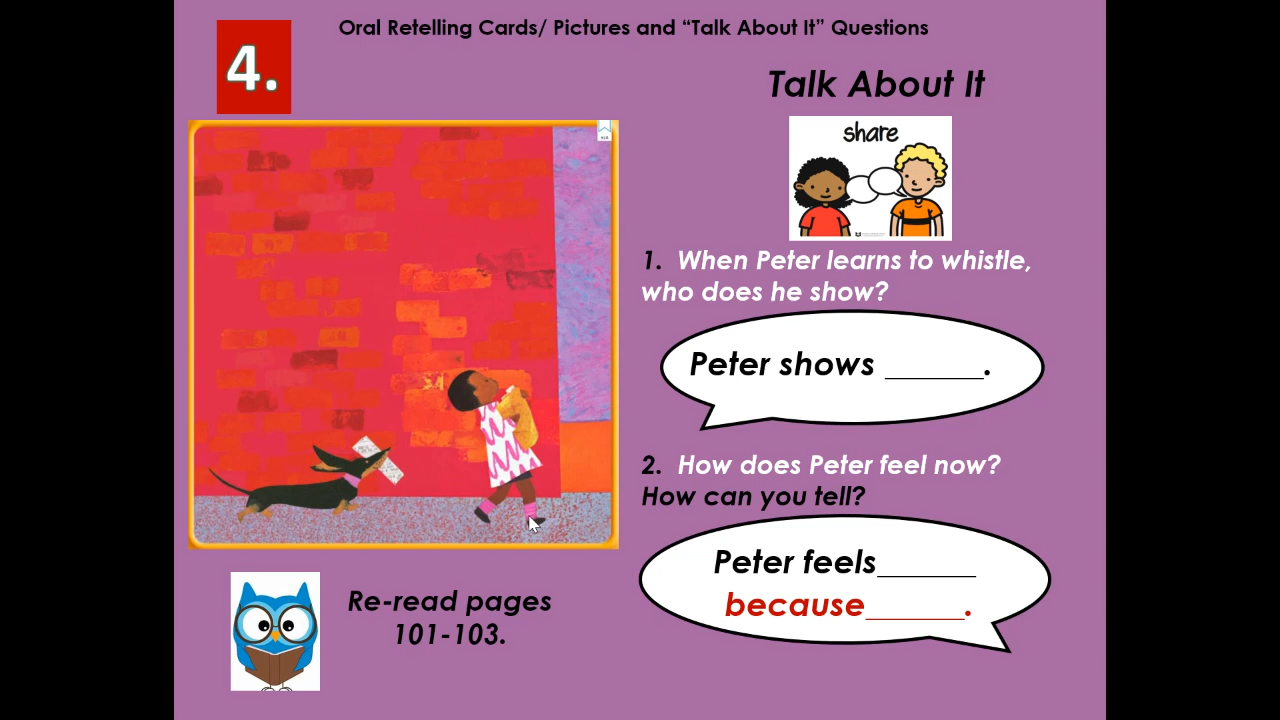 Oral Retelling Cards/ Pictures and “Talk About It” Questions
4.
Talk About It
share
1.  When Peter learns to whistle,
who does he show?
Peter shows ______.
2.  How does Peter feel now?
How can you tell?
Peter feels______
because______.
Re-read pages
101-103.